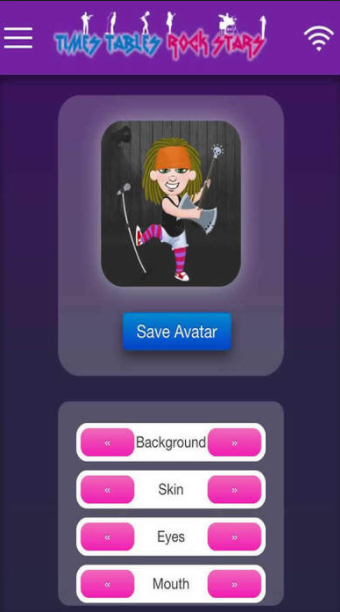 TIMES TABLES ROCK STARS
Save Avatar
« Background »
« Skin »
« Eyes »
« Mouth »